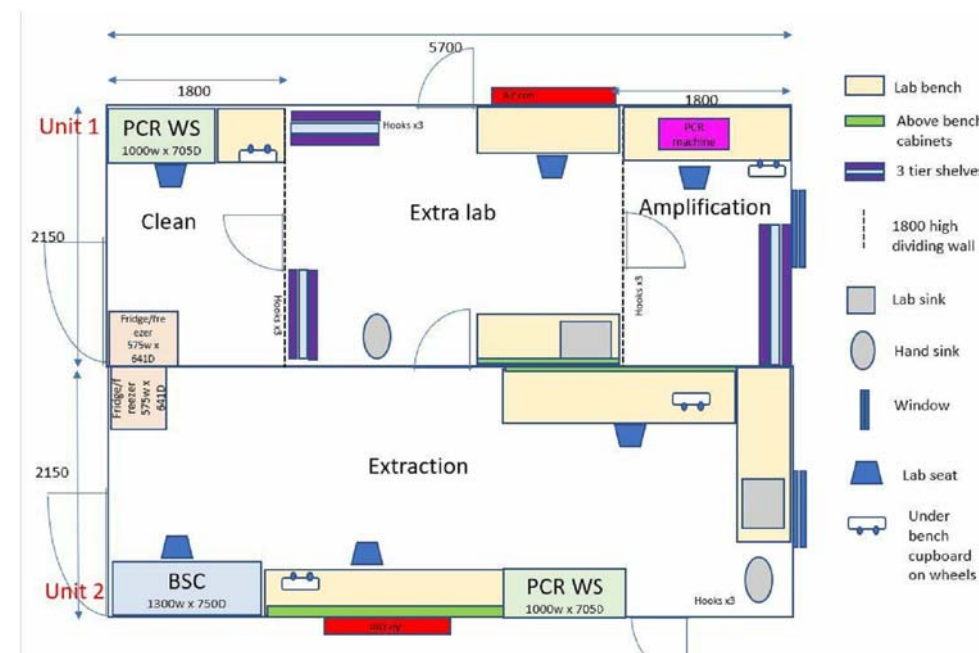 5700
1800
1800
Unit 1
PCR WS
1000w x 705D
Hooks x3
PCR
machine
Clean
Extra lab
Amplification
2150
Hooks x3
Hooks x3
Fridge/fre
ezer
575w x
641D
Fridge/f
reezer
575w x
641D
Extraction
2150
Unit 2
BSC
1300w x 750D
PCR WS
1000w x 705D
Hooks x3
Lab bench
Above bench
cabinets
3 tier shelves
1800 high
dividing wall
Lab sink
Hand sink
Window
Lab seat
Under
bench
cupboard
on wheels